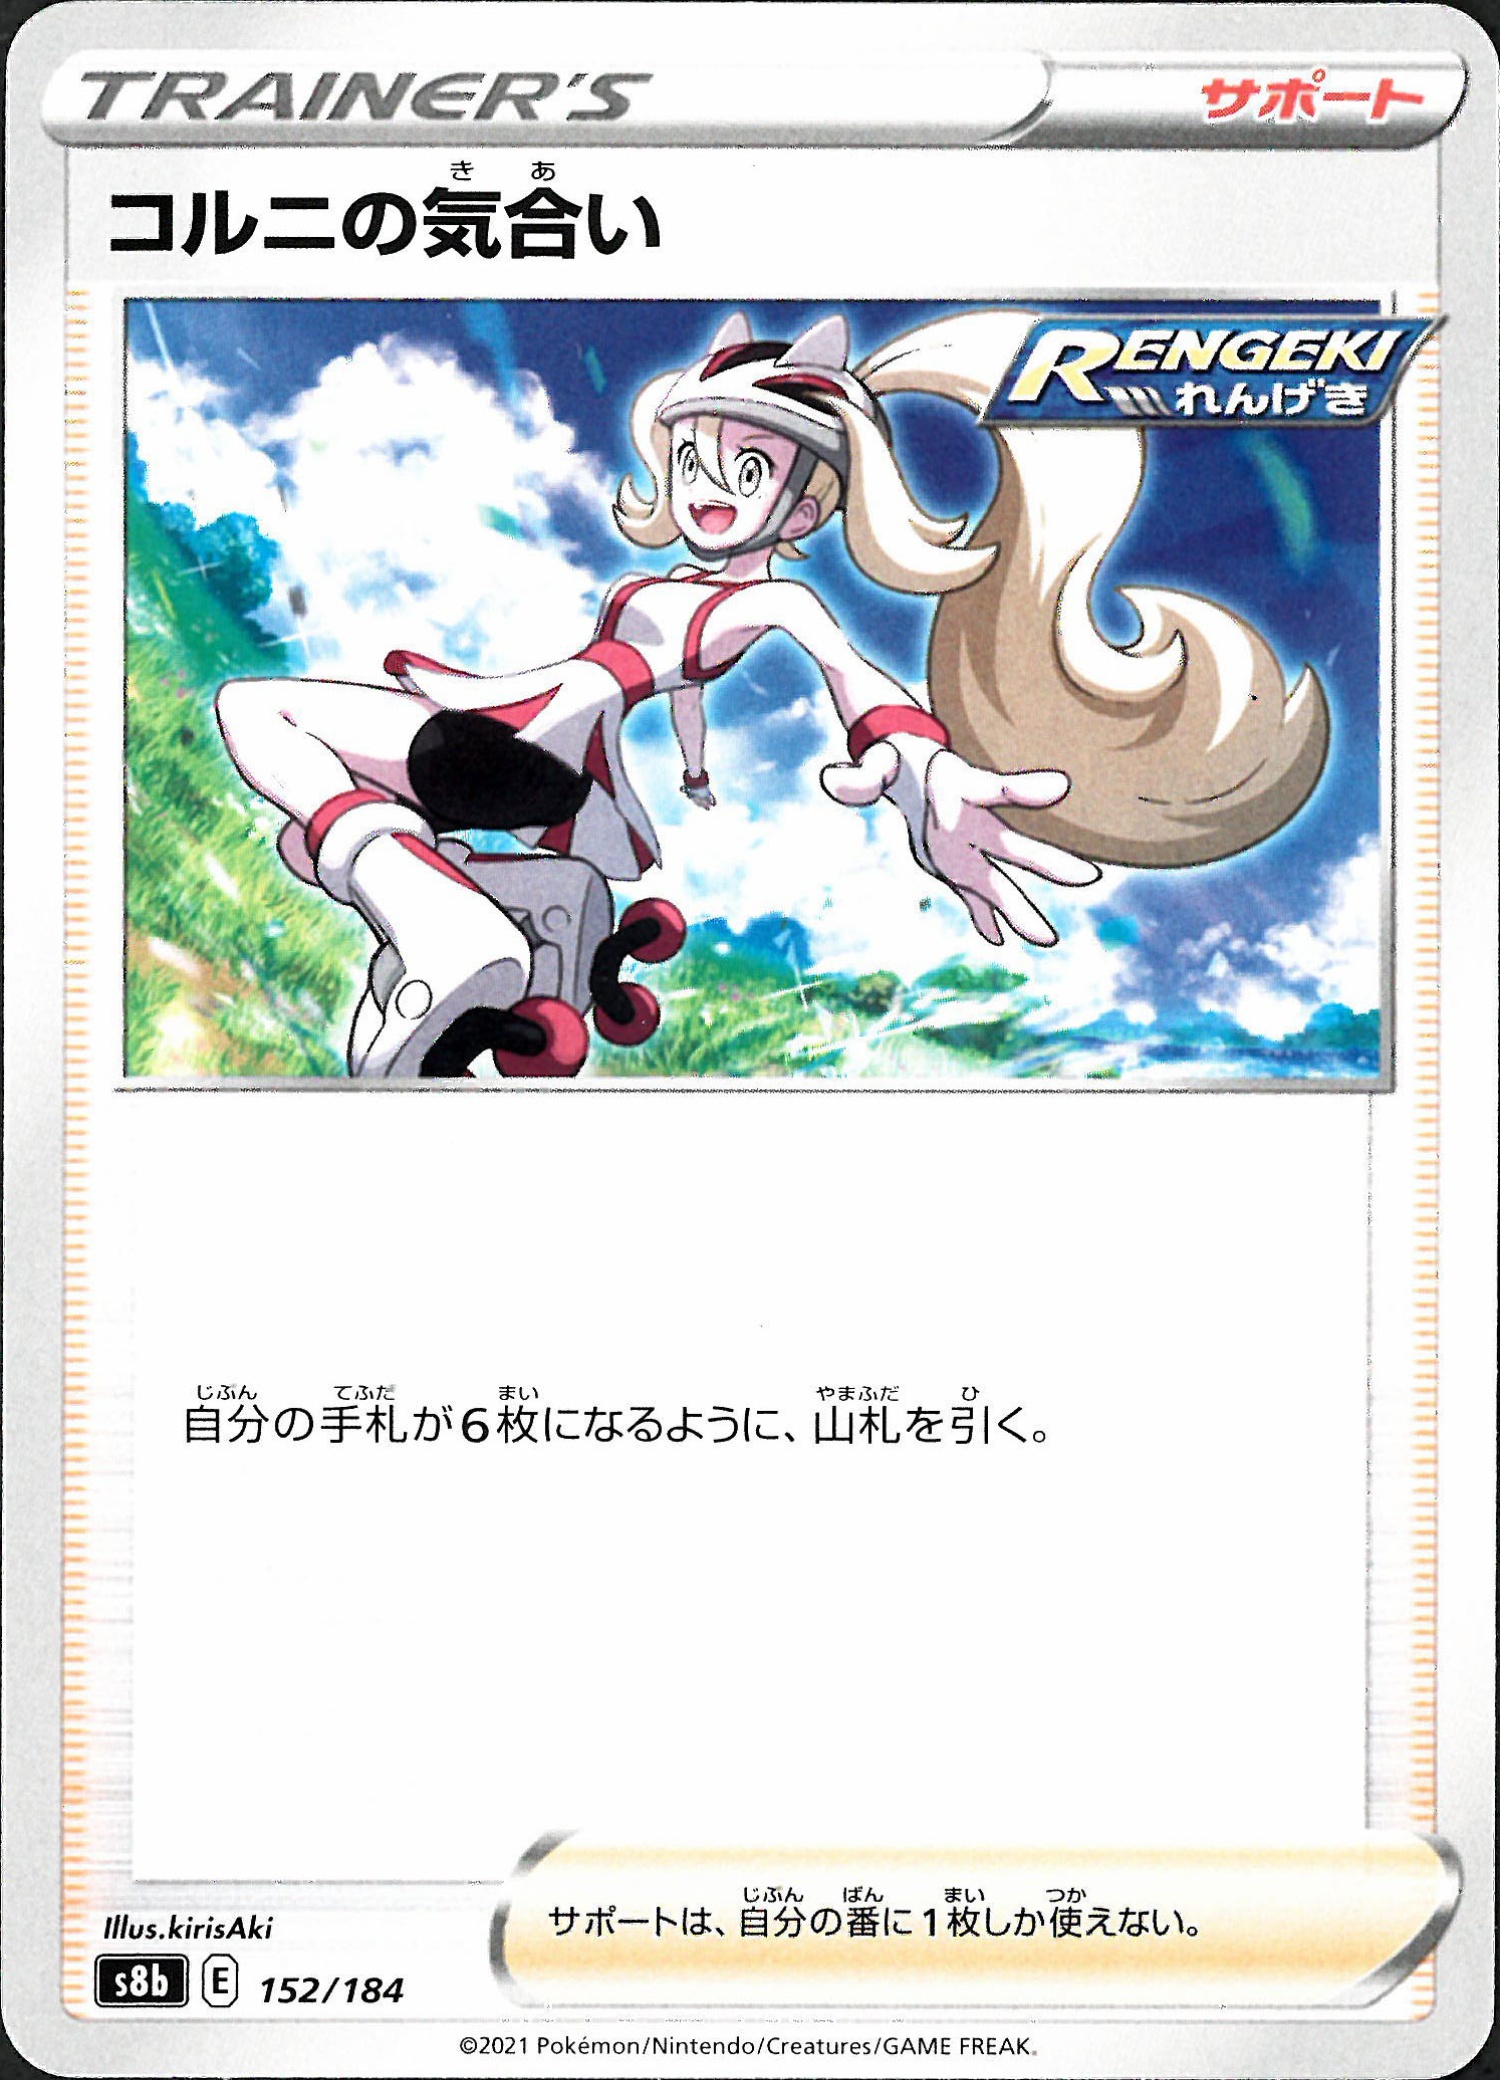 TRAINER'S
サポート
きあ
コルニの気合い
RENGEKI
れんげき
じぶん てふだ まい やまふだ ひ
自分の手札が6枚になるように、山札を引く。
じぶん ばん まい つか
サポートは、自分の番に1枚しか使えない。
Illus.kirisAki
s8b E 152/184
©2021 Pokémon/Nintendo/Creatures/GAME FREAK.